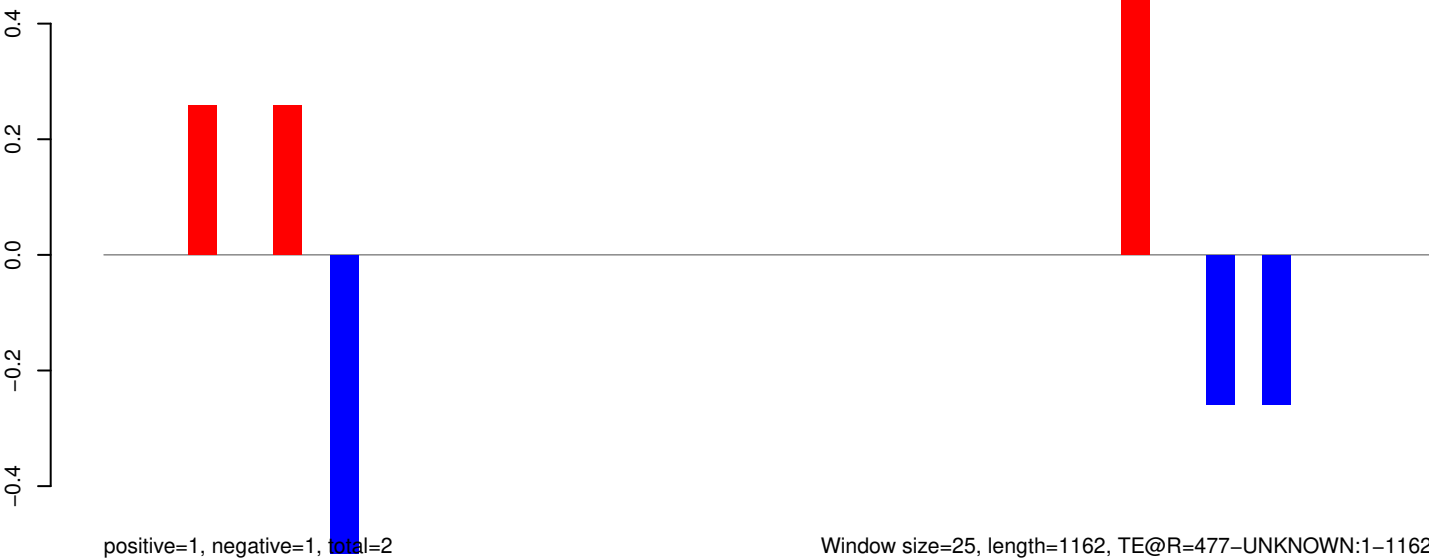 0.4
0.2
0.0
−0.2
−0.4
positive=1, negative=1, total=2
Window size=25, length=1162, TE@R=477−UNKNOWN:1−1162